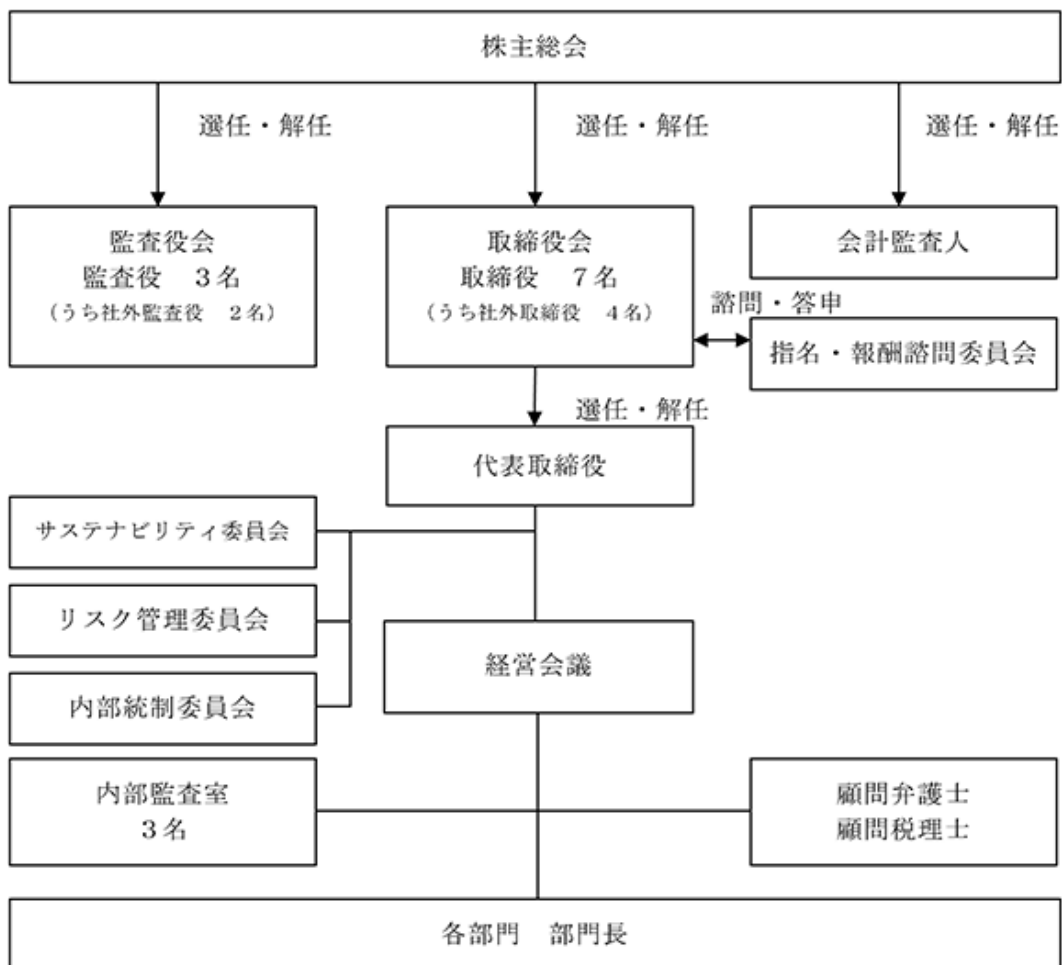 株主総会
選任・解任
選任・解任
選任・解任
監査役会
監査役　３名
（うち社外監査役　２名）
取締役会
取締役　７名
（うち社外取締役　４名）
会計監査人
諮問・答申
指名・報酬諮問委員会
選任・解任
代表取締役
サステナビリティ委員会
リスク管理委員会
経営会議
内部統制委員会
内部監査室
３名
顧問弁護士
顧問税理士
各部門　部門長